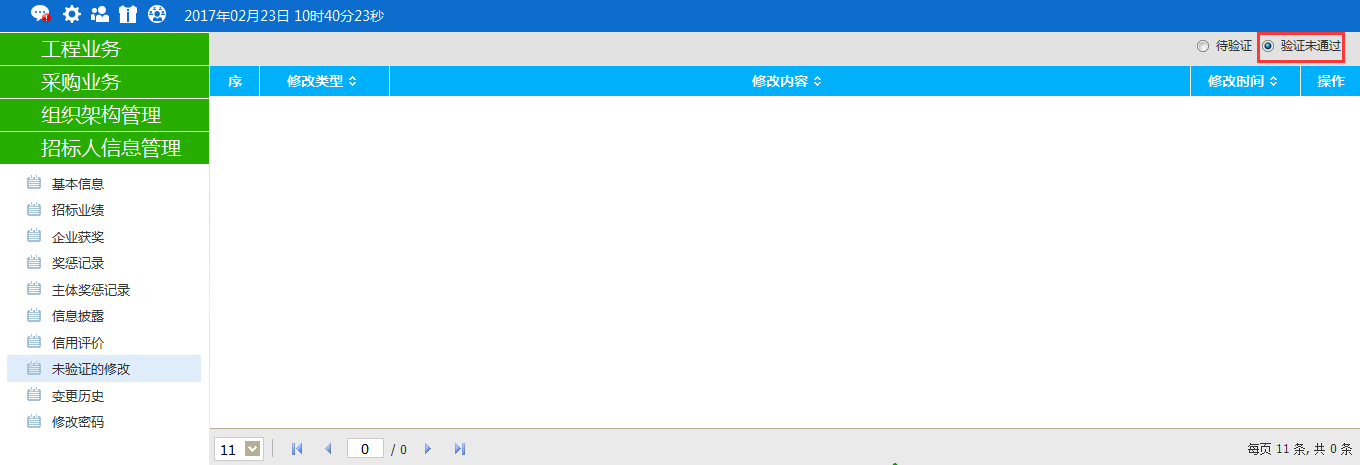 2017年02月23日 10时40分23秒
工程业务
采购业务
组织架构管理
招标人信息管理
基本信息
招标业绩
企业获奖
奖惩记录
主体奖惩记录
信息披露
信用评价
未验证的修改
变更历史
修改密码
待验证 验证未通过
序 修改类型 修改内容 修改时间 操作
11 0 / 0 每页 11 条, 共 0 条